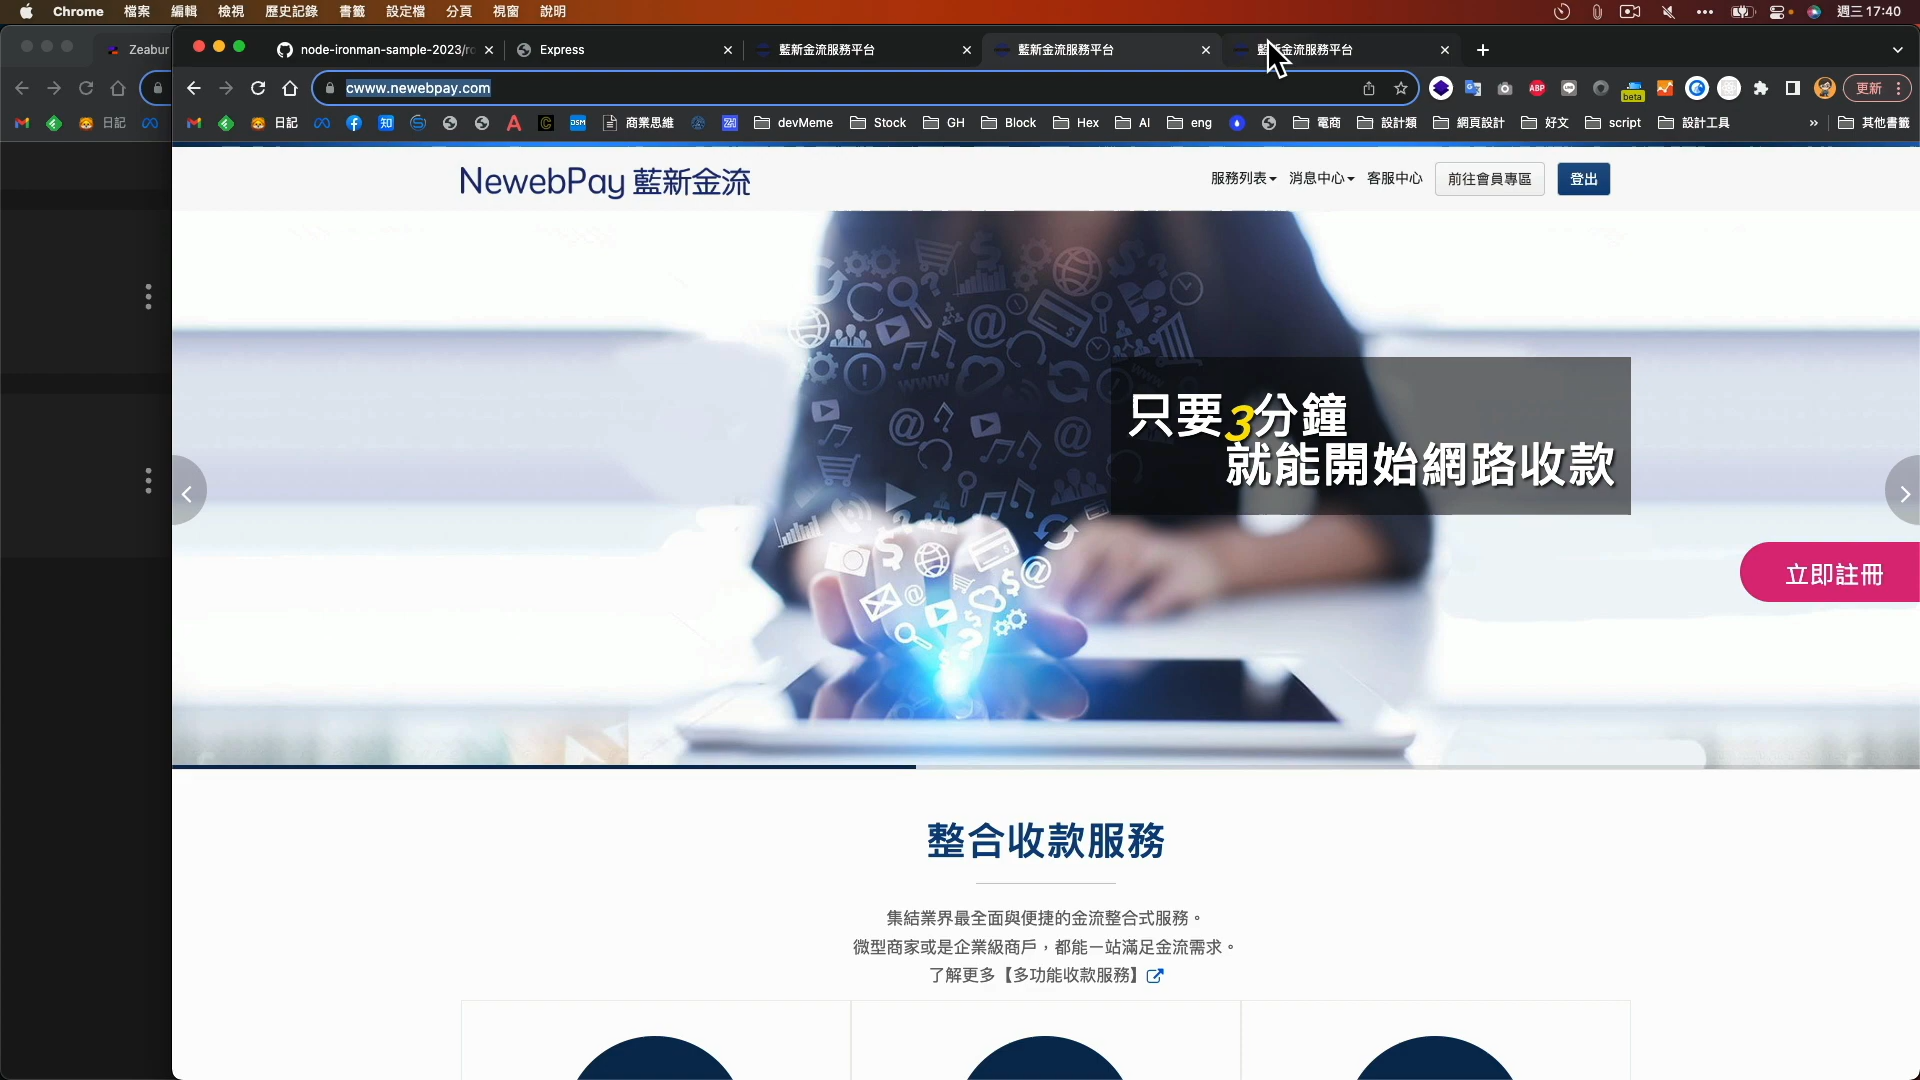 Chrome 檔案 編輯 檢視 歷史記錄 書籤 設定檔 分頁 視窗 說明 週三 17:40
Zeabur node-ironman-sample-2023/ro Express 藍新金流服務平台 藍新金流服務平台 藍新金流服務平台
cwww.newebpay.com ABP beta 更新
日記 日記 知 商業思維 devMeme Stock GH Block Hex AI eng 電商 設計類 網頁設計 好文 script 設計工具 » 其他書籤
NewebPay 藍新金流 服務列表 消息中心 客服中心 前往會員專區 登出
只要3分鐘
就能開始網路收款
立即註冊
整合收款服務
集結業界最全面與便捷的金流整合式服務。
微型商家或是企業級商戶，都能一站滿足金流需求。
了解更多【多功能收款服務】